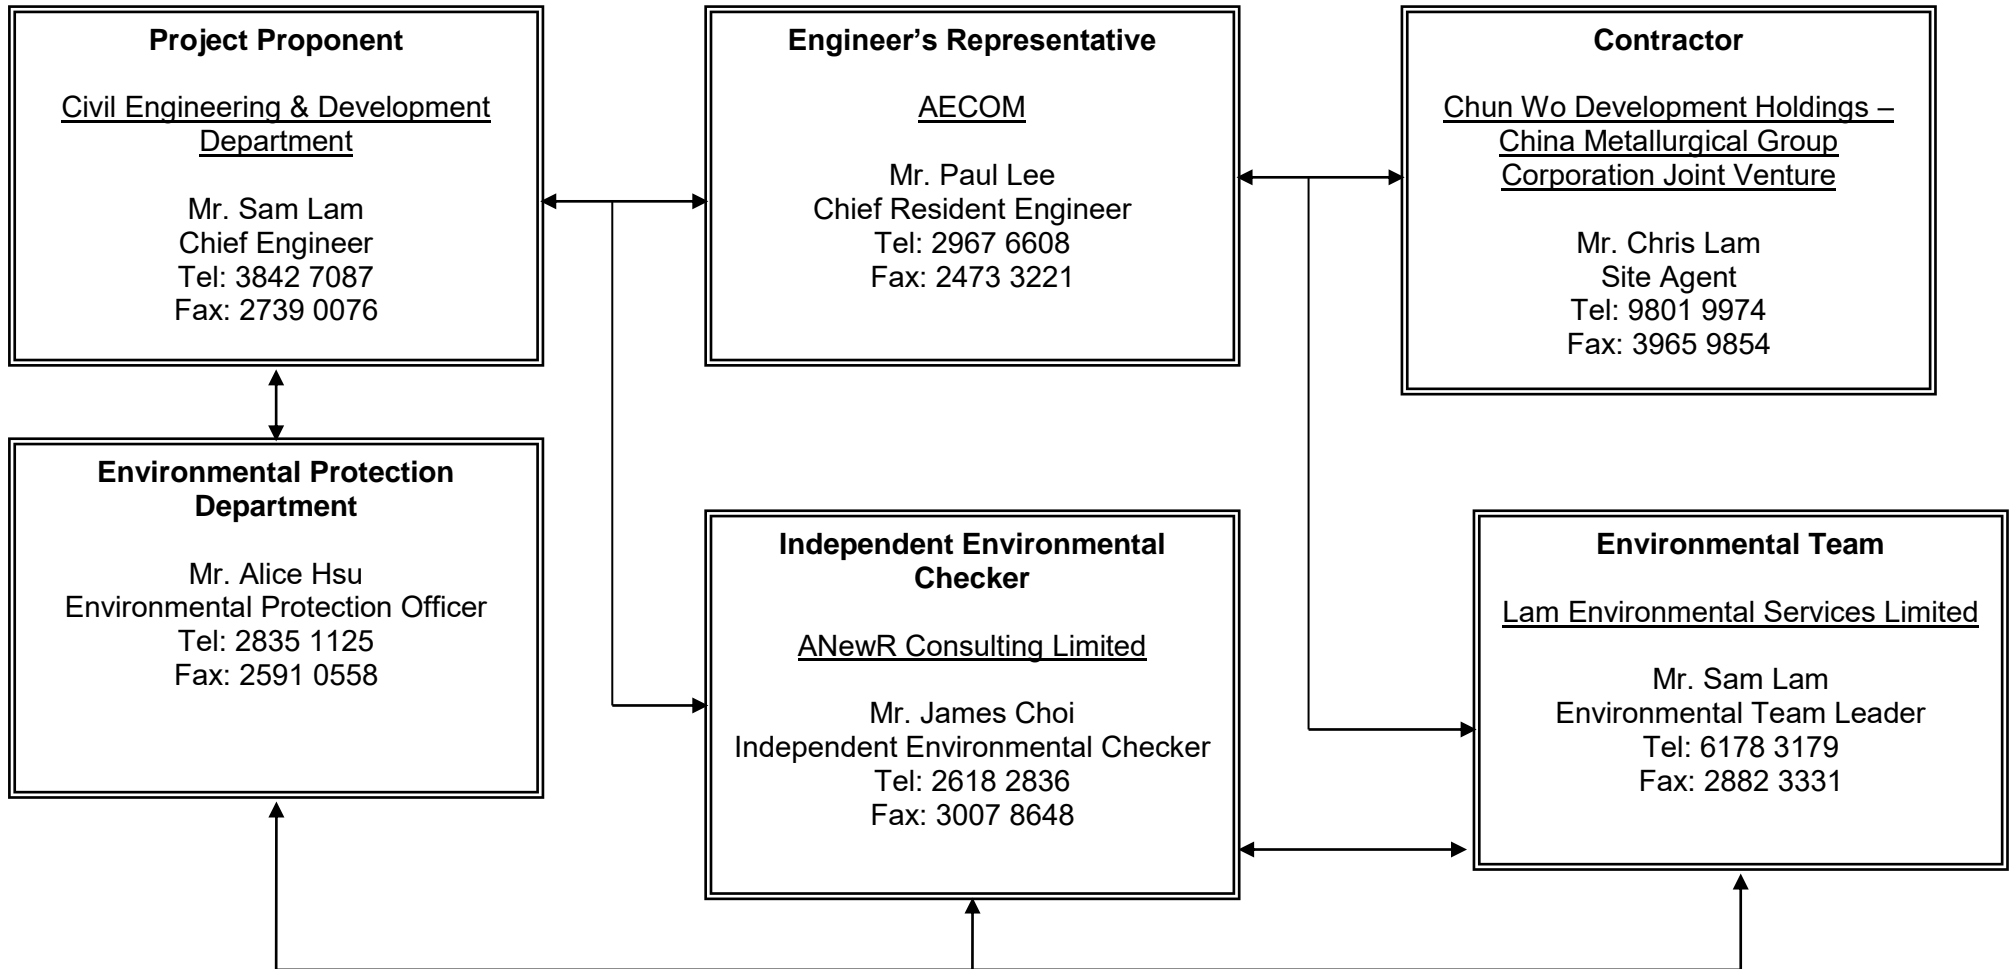 Project Proponent
Civil Engineering & Development
Department
Mr. Sam Lam
Chief Engineer
Tel: 3842 7087
Fax: 2739 0076
Engineer’s Representative
AECOM
Mr. Paul Lee
Chief Resident Engineer
Tel: 2967 6608
Fax: 2473 3221
Contractor
Chun Wo Development Holdings –
China Metallurgical Group
Corporation Joint Venture
Mr. Chris Lam
Site Agent
Tel: 9801 9974
Fax: 3965 9854
Environmental Protection
Department
Mr. Alice Hsu
Environmental Protection Officer
Tel: 2835 1125
Fax: 2591 0558
Independent Environmental
Checker
ANewR Consulting Limited
Mr. James Choi
Independent Environmental Checker
Tel: 2618 2836
Fax: 3007 8648
Environmental Team
Lam Environmental Services Limited
Mr. Sam Lam
Environmental Team Leader
Tel: 6178 3179
Fax: 2882 3331